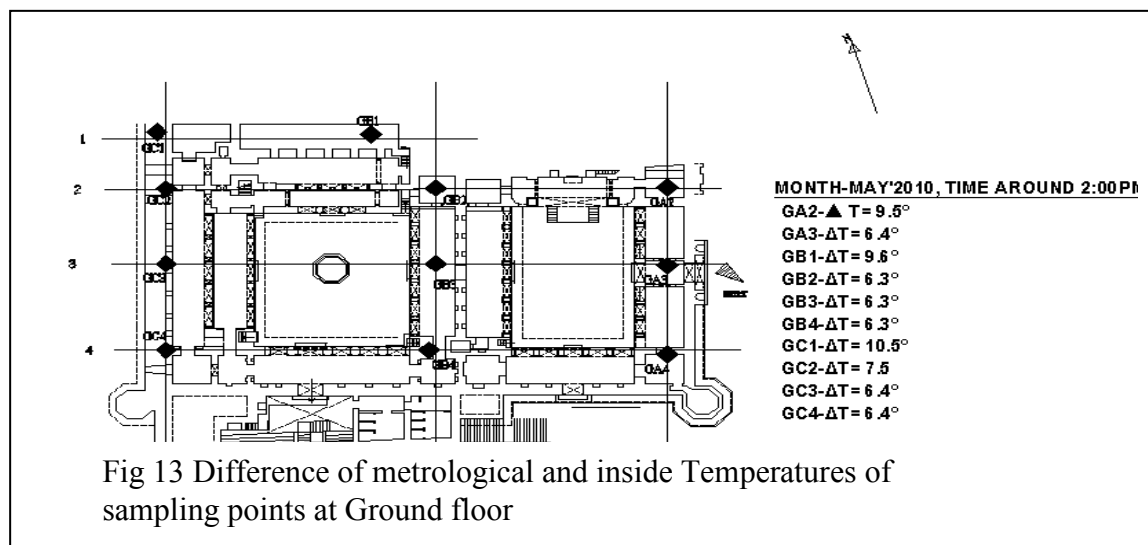 N
GB1
1
GC1
2
MONTH-MAY'2010, TIME AROUND 2:00PM
GC2
GB2
GA2
GA2-▲ T= 9.5°
GA3-ΔT= 6.4°
GB1-ΔT= 9.6°
3
GB2-ΔT= 6.3°
GC3
GB3
GA3
GB3-ΔT= 6.3°
GB4-ΔT= 6.3°
GC4
GC1-ΔT= 10.5°
4
GB4
GA4
GC2-ΔT= 7.5
GC3-ΔT= 6.4°
GC4-ΔT= 6.4°
Fig 13 Difference of metrological and inside Temperatures of
sampling points at Ground floor